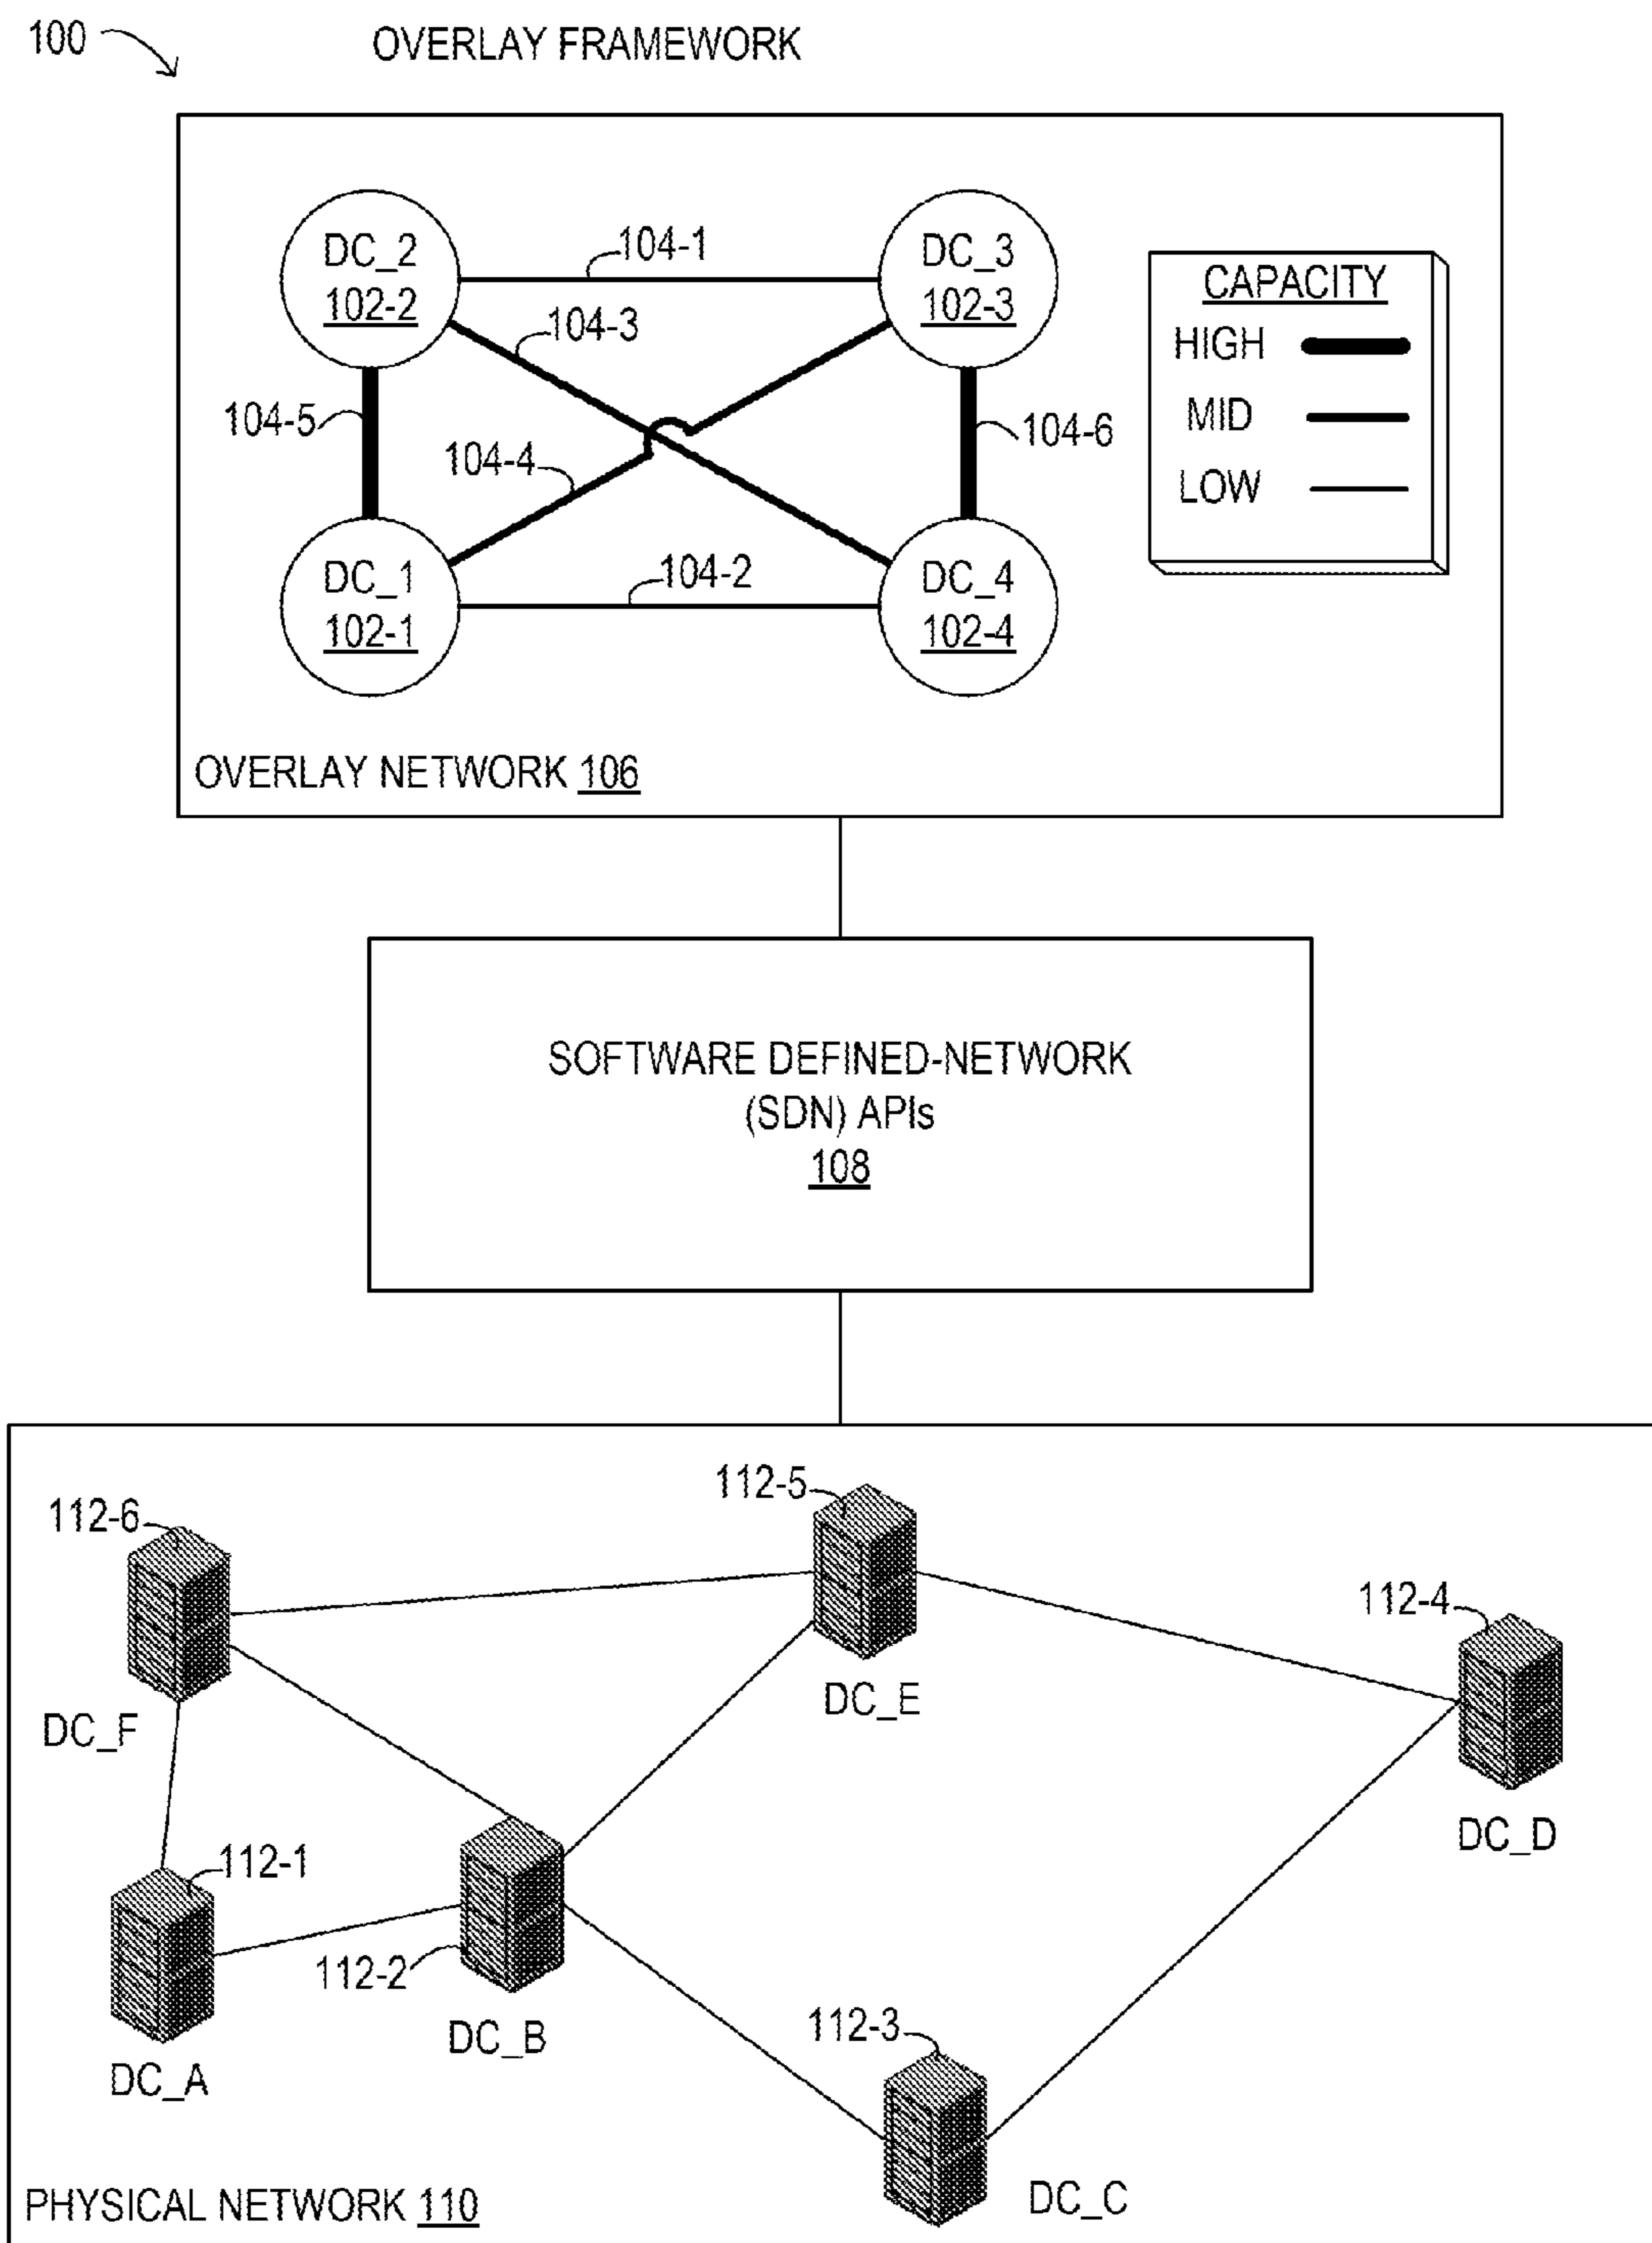 100
OVERLAY FRAMEWORK
DC_2
102-2
104-1
DC_3
102-3
CAPACITY
HIGH
MID
LOW
104-3
104-5
104-4
104-6
DC_1
102-1
104-2
DC_4
102-4
OVERLAY NETWORK 106
SOFTWARE DEFINED-NETWORK
(SDN) APIs
108
112-5
112-6
112-4
DC_E
DC_F
DC_D
112-1
112-2
DC_B
112-3
DC_A
DC_C
PHYSICAL NETWORK 110